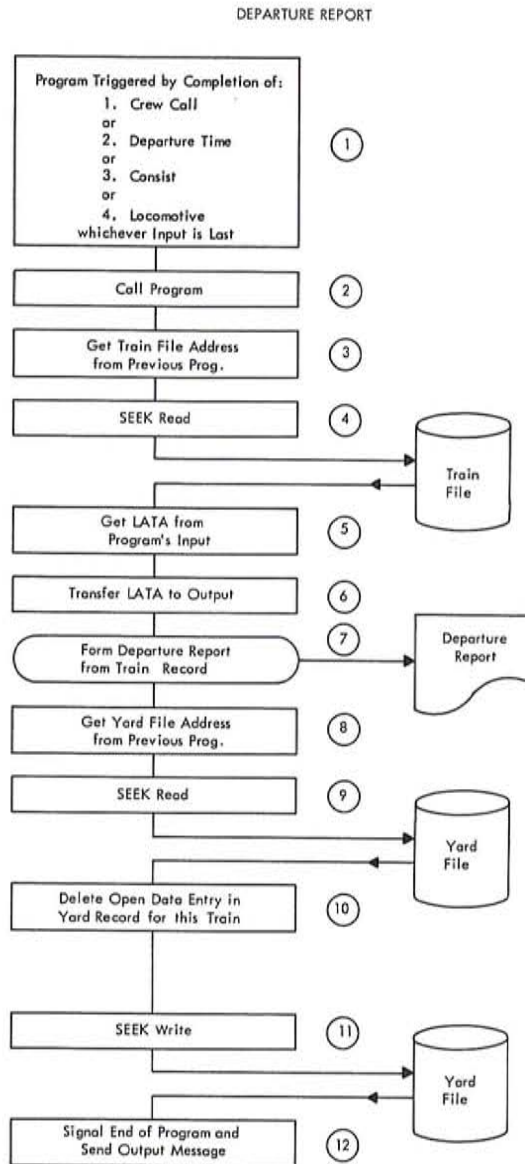 DEPARTURE REPORT
Program Triggered by Completion of:
1. Crew Call
or
2. Departure Time
or
3. Consist
or
4. Locomotive
whichever Input is Last
1
Call Program
2
Get Train File Address
from Previous Prog.
3
SEEK Read
4
Train
File
Get LATA from
Program's Input
5
Transfer LATA to Output
6
7
Form Departure Report
from Train Record
Departure
Report
Get Yard File Address
from Previous Prog.
8
SEEK Read
9
Yard
File
Delete Open Data Entry in
Yard Record for this Train
10
SEEK Write
11
Yard
File
Signal End of Program and
Send Output Message
12